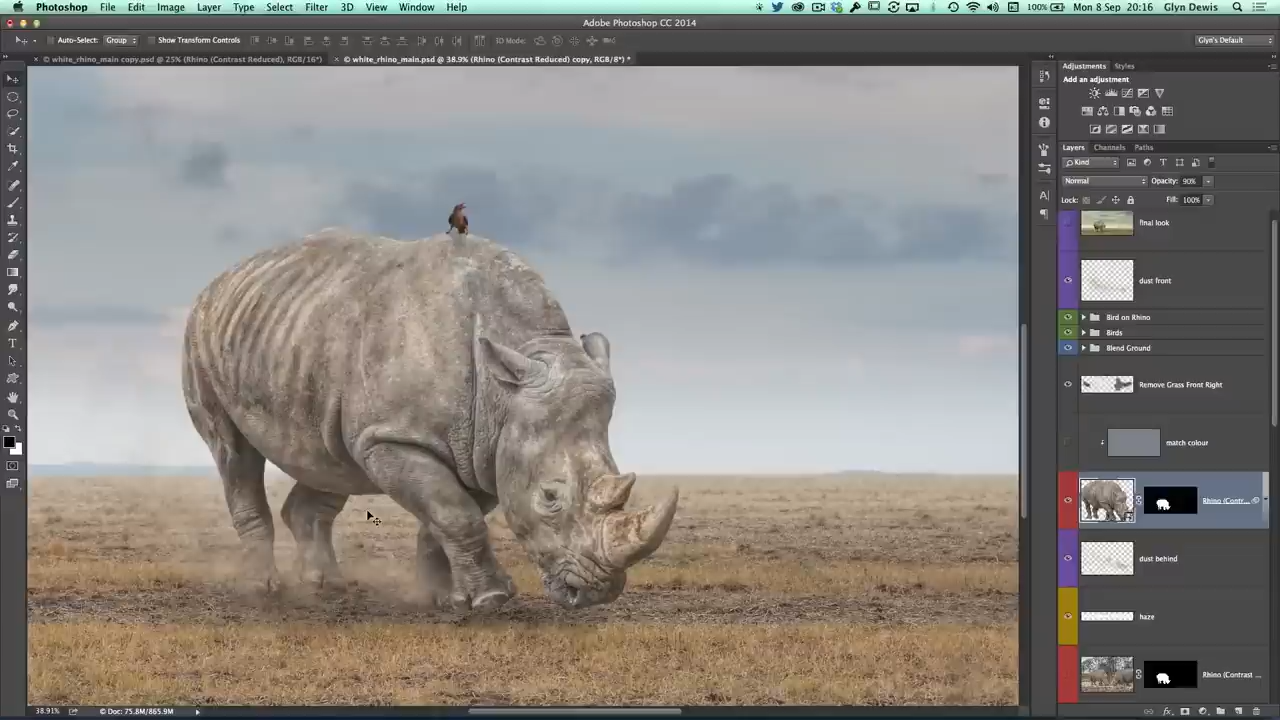 Photoshop File Edit Image Layer Type Select Filter 3D View Window Help 100% Mon 8 Sep 20:16 Glyn Dewis
Adobe Photoshop CC 2014
Auto-Select: Group Show Transform Controls 3D Mode: Glyn's Default
× © white_rhino_main copy.psd @ 25% (Rhino (Contrast Reduced), RGB/16*) × © white_rhino_main.psd @ 38.9% (Rhino (Contrast Reduced) copy, RGB/8*) *
Adjustments Styles
Add an adjustment
Layers Channels Paths
Kind
Normal Opacity: 90%
Lock: Fill: 100%
final look
dust front
Bird on Rhino
Birds
Blend Ground
Remove Grass Front Right
match colour
Rhino (Contr...
dust behind
haze
Rhino (Contrast ...
38.91% © Doc: 75.8M/865.9M